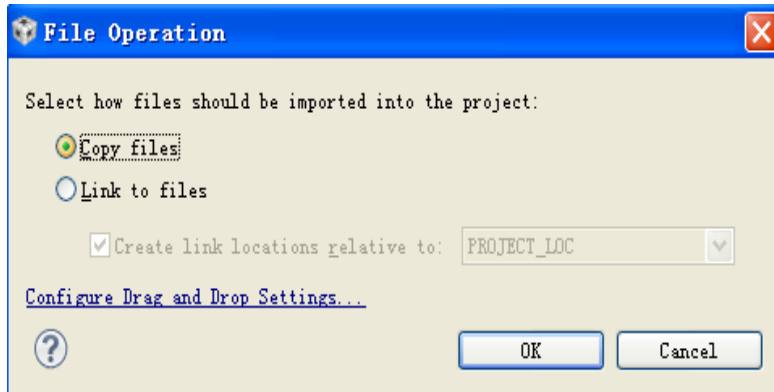 File Operation
Select how files should be imported into the project:
Copy files
Link to files
Create link locations relative to: PROJECT_LOC
Configure Drag and Drop Settings...
OK Cancel